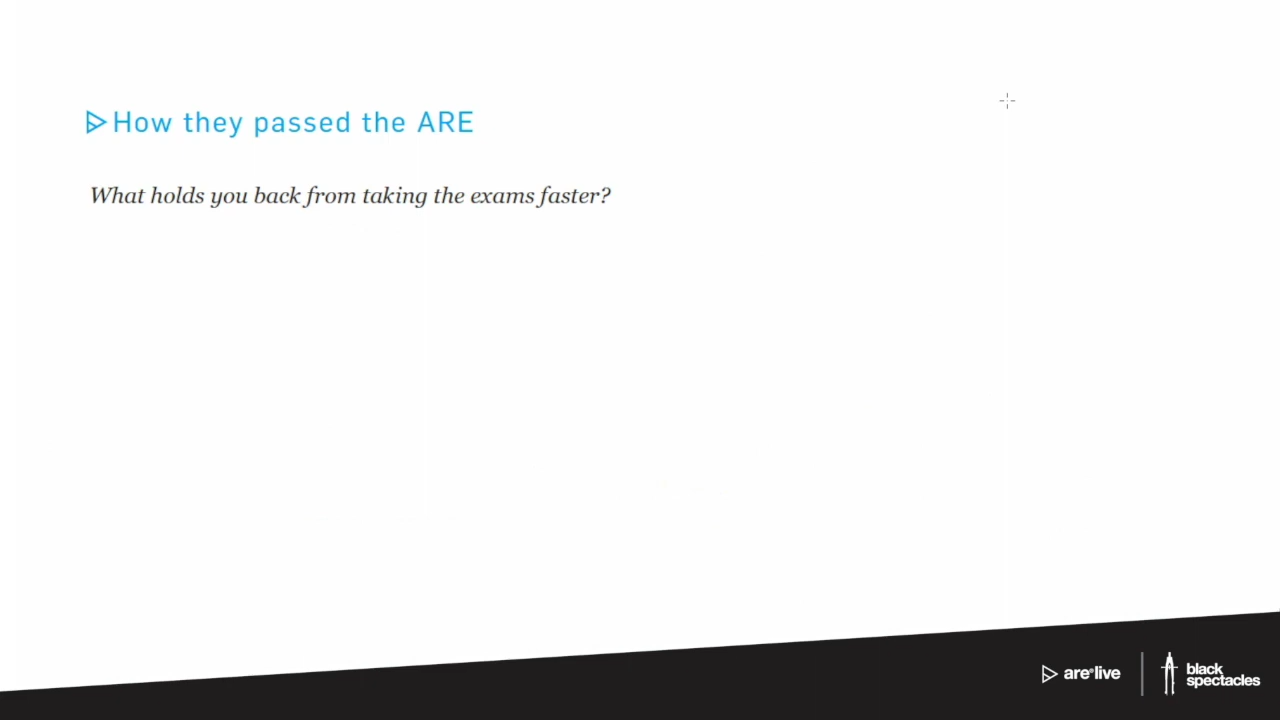 How they passed the ARE
What holds you back from taking the exams faster?
are®live
black
spectacles